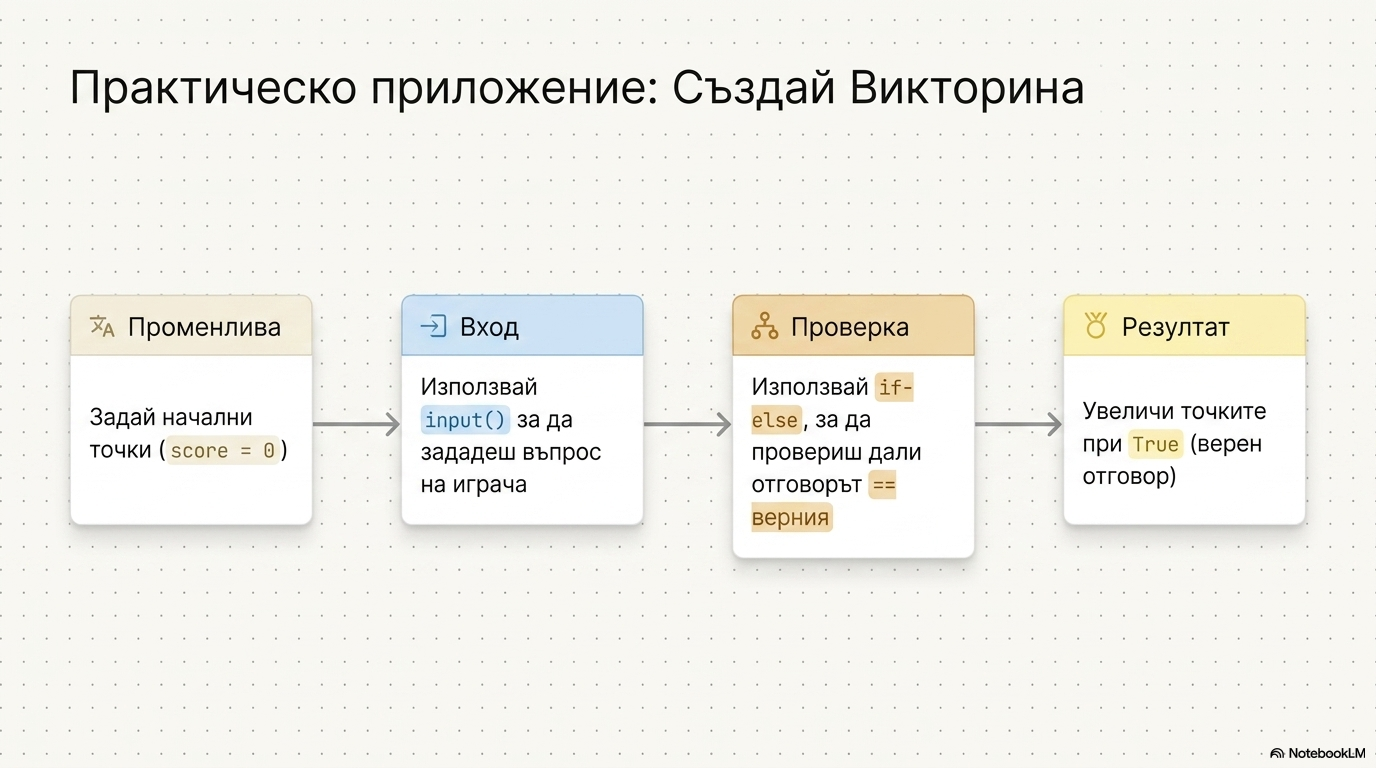 Практическо приложение: Създай Викторина
Променлива
Задай начални
точки (score = 0)
Вход
Използвай
input() за да
зададеш въпрос
на играча
Проверка
Използвай if-
else, за да
провериш дали
отговорът ==
верния
Резултат
Увеличи точките
при True (верен
отговор)
NotebookLM